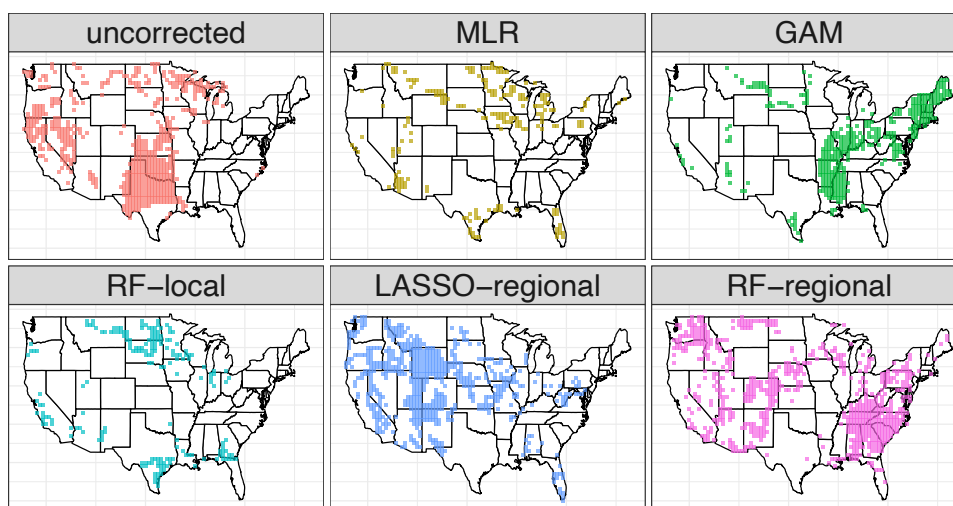 uncorrected
MLR
GAM
RF−local
LASSO−regional
RF−regional